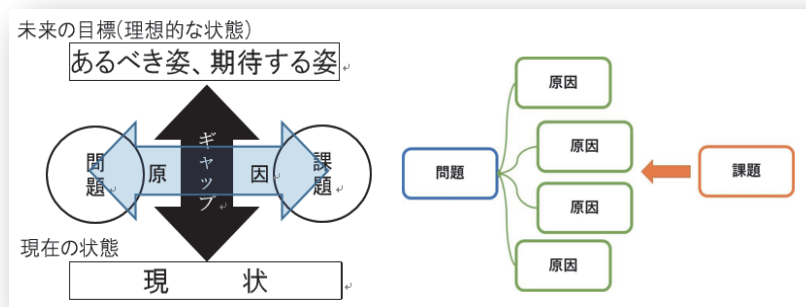 未来の目標(理想的な状態)
あるべき姿、期待する姿
ギャップ
問題
原因
課題
現在の状態
現状
問題
原因
原因
原因
原因
課題